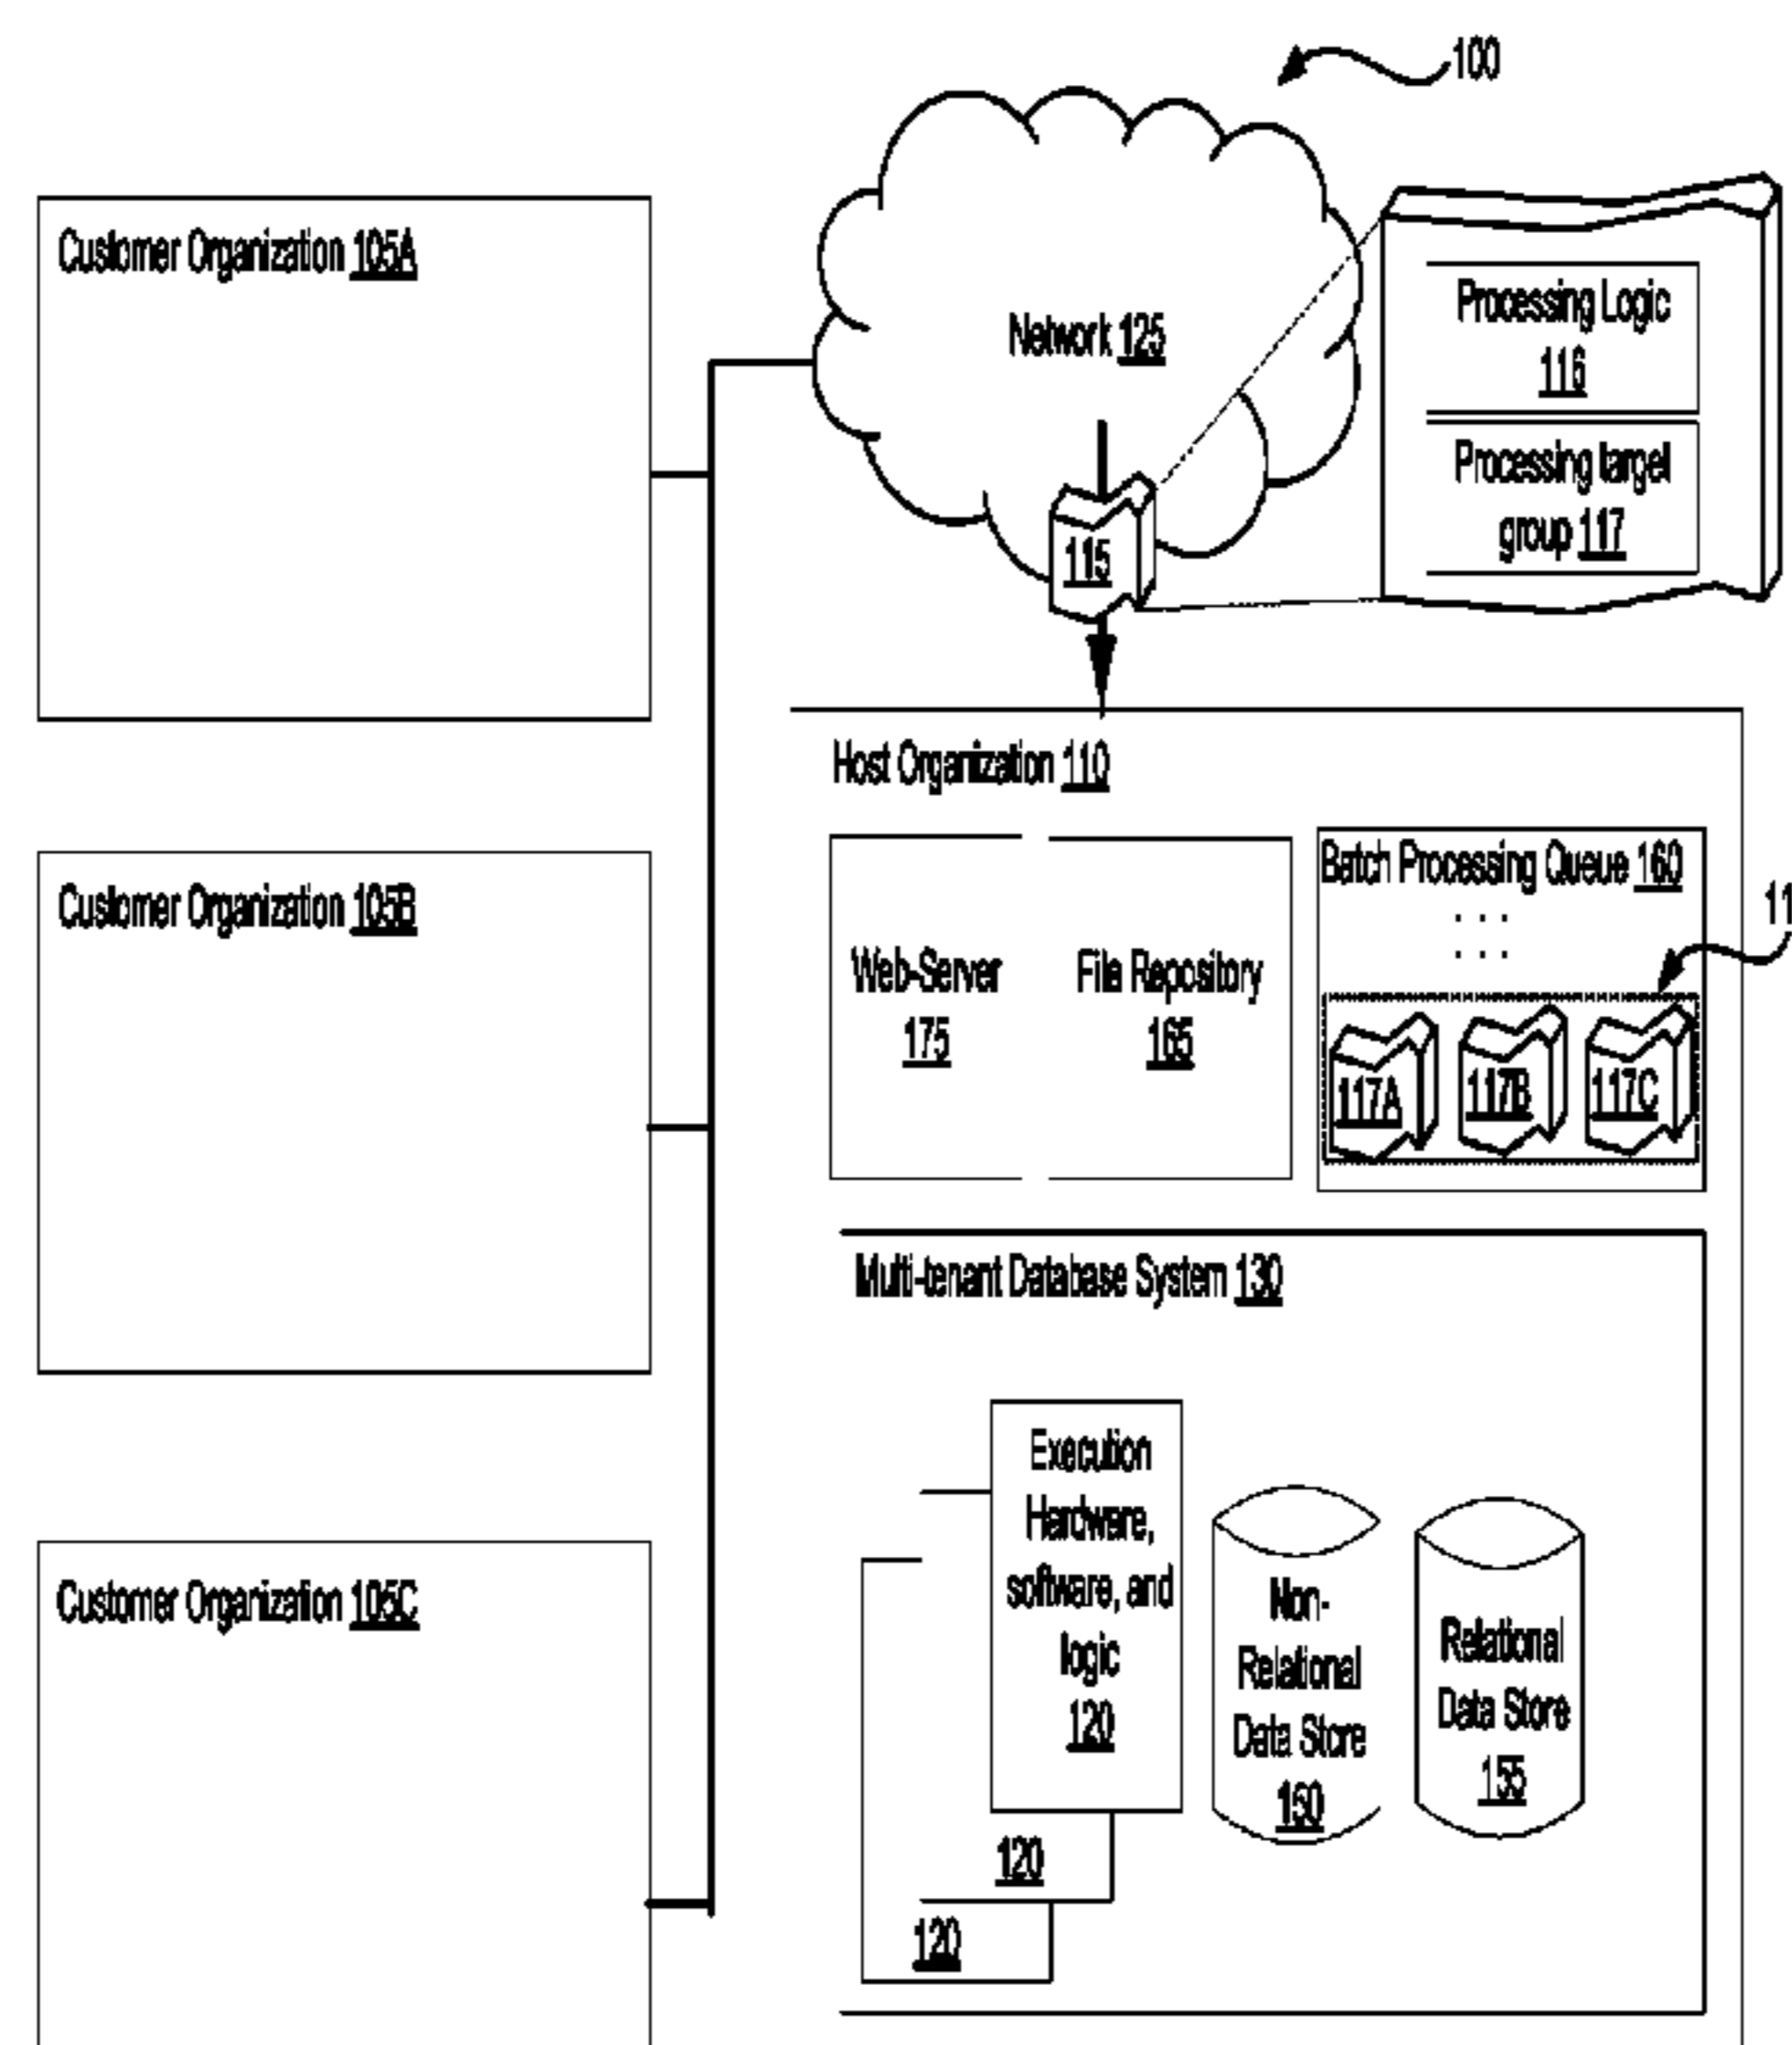 100
Customer Organization 105A
Network 125
Processing Logic
116
Processing target
group 117
115
Host Organization 110
Customer Organization 105B
Web-Server
175
File Repository
165
Batch Processing Queue 160
. . .
. . .
11
117A
117B
117C
Multi-tenant Database System 130
Execution
Hardware,
software, and
logic
120
120
120
Non-
Relational
Data Store
150
Relational
Data Store
155
Customer Organization 105C